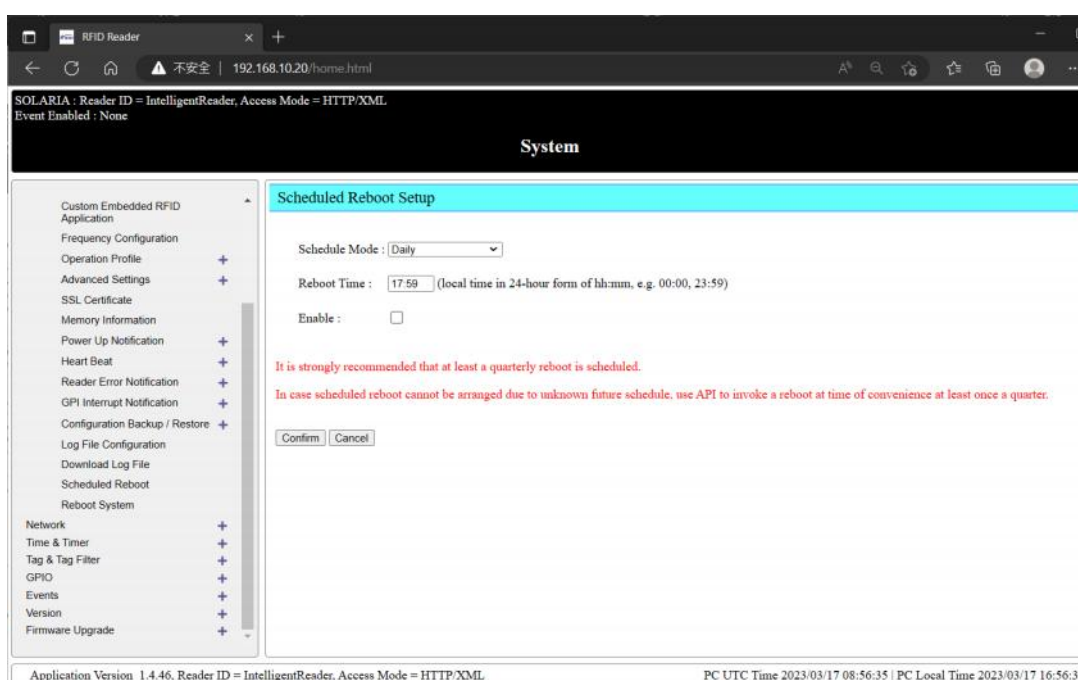 RFID Reader
不安全
192.168.10.20/home.html
SOLARIA : Reader ID = IntelligentReader, Access Mode = HTTP/XML
Event Enabled : None
System
Custom Embedded RFID
Application
Frequency Configuration
Operation Profile
Advanced Settings
SSL Certificate
Memory Information
Power Up Notification
Heart Beat
Reader Error Notification
GPI Interrupt Notification
Configuration Backup / Restore
Log File Configuration
Download Log File
Scheduled Reboot
Reboot System
Network
Time & Timer
Tag & Tag Filter
GPIO
Events
Version
Firmware Upgrade
Scheduled Reboot Setup
Schedule Mode : Daily
Reboot Time : 17:59 (local time in 24-hour form of hh:mm, e.g. 00:00, 23:59)
Enable :
It is strongly recommended that at least a quarterly reboot is scheduled.
In case scheduled reboot cannot be arranged due to unknown future schedule, use API to invoke a reboot at time of convenience at least once a quarter.
Confirm Cancel
Application Version 1.4.46, Reader ID = IntelligentReader, Access Mode = HTTP/XML
PC UTC Time 2023/03/17 08:56:35 | PC Local Time 2023/03/17 16:56:3